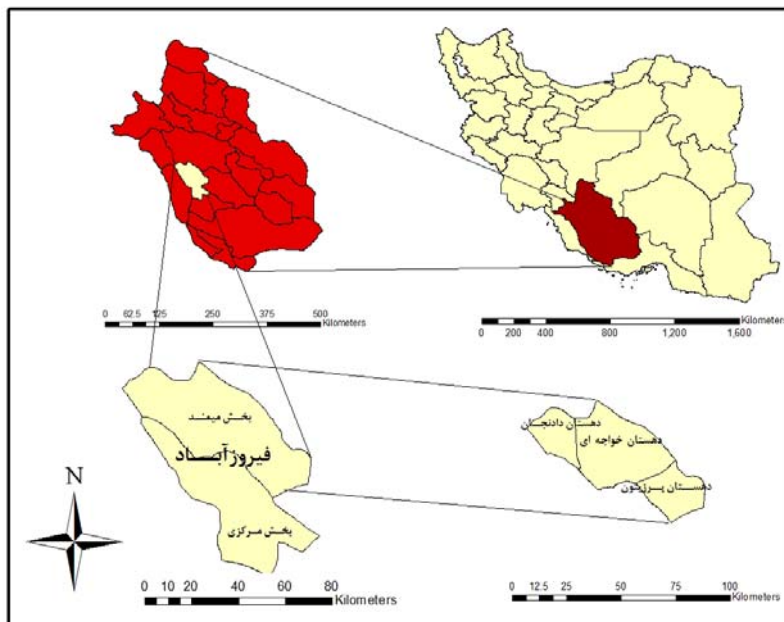 0 62.5 125 250 375 500
Kilometers
0 200 400 800 1,200 1,600
Kilometers
بخش میمند
فیروزآباد
بخش مرکزی
دهستان دادنجان
دهستان خواجه ای
دهستان پرزیتون
N
0 10 20 40 60 80
Kilometers
0 12.5 25 50 75 100
Kilometers